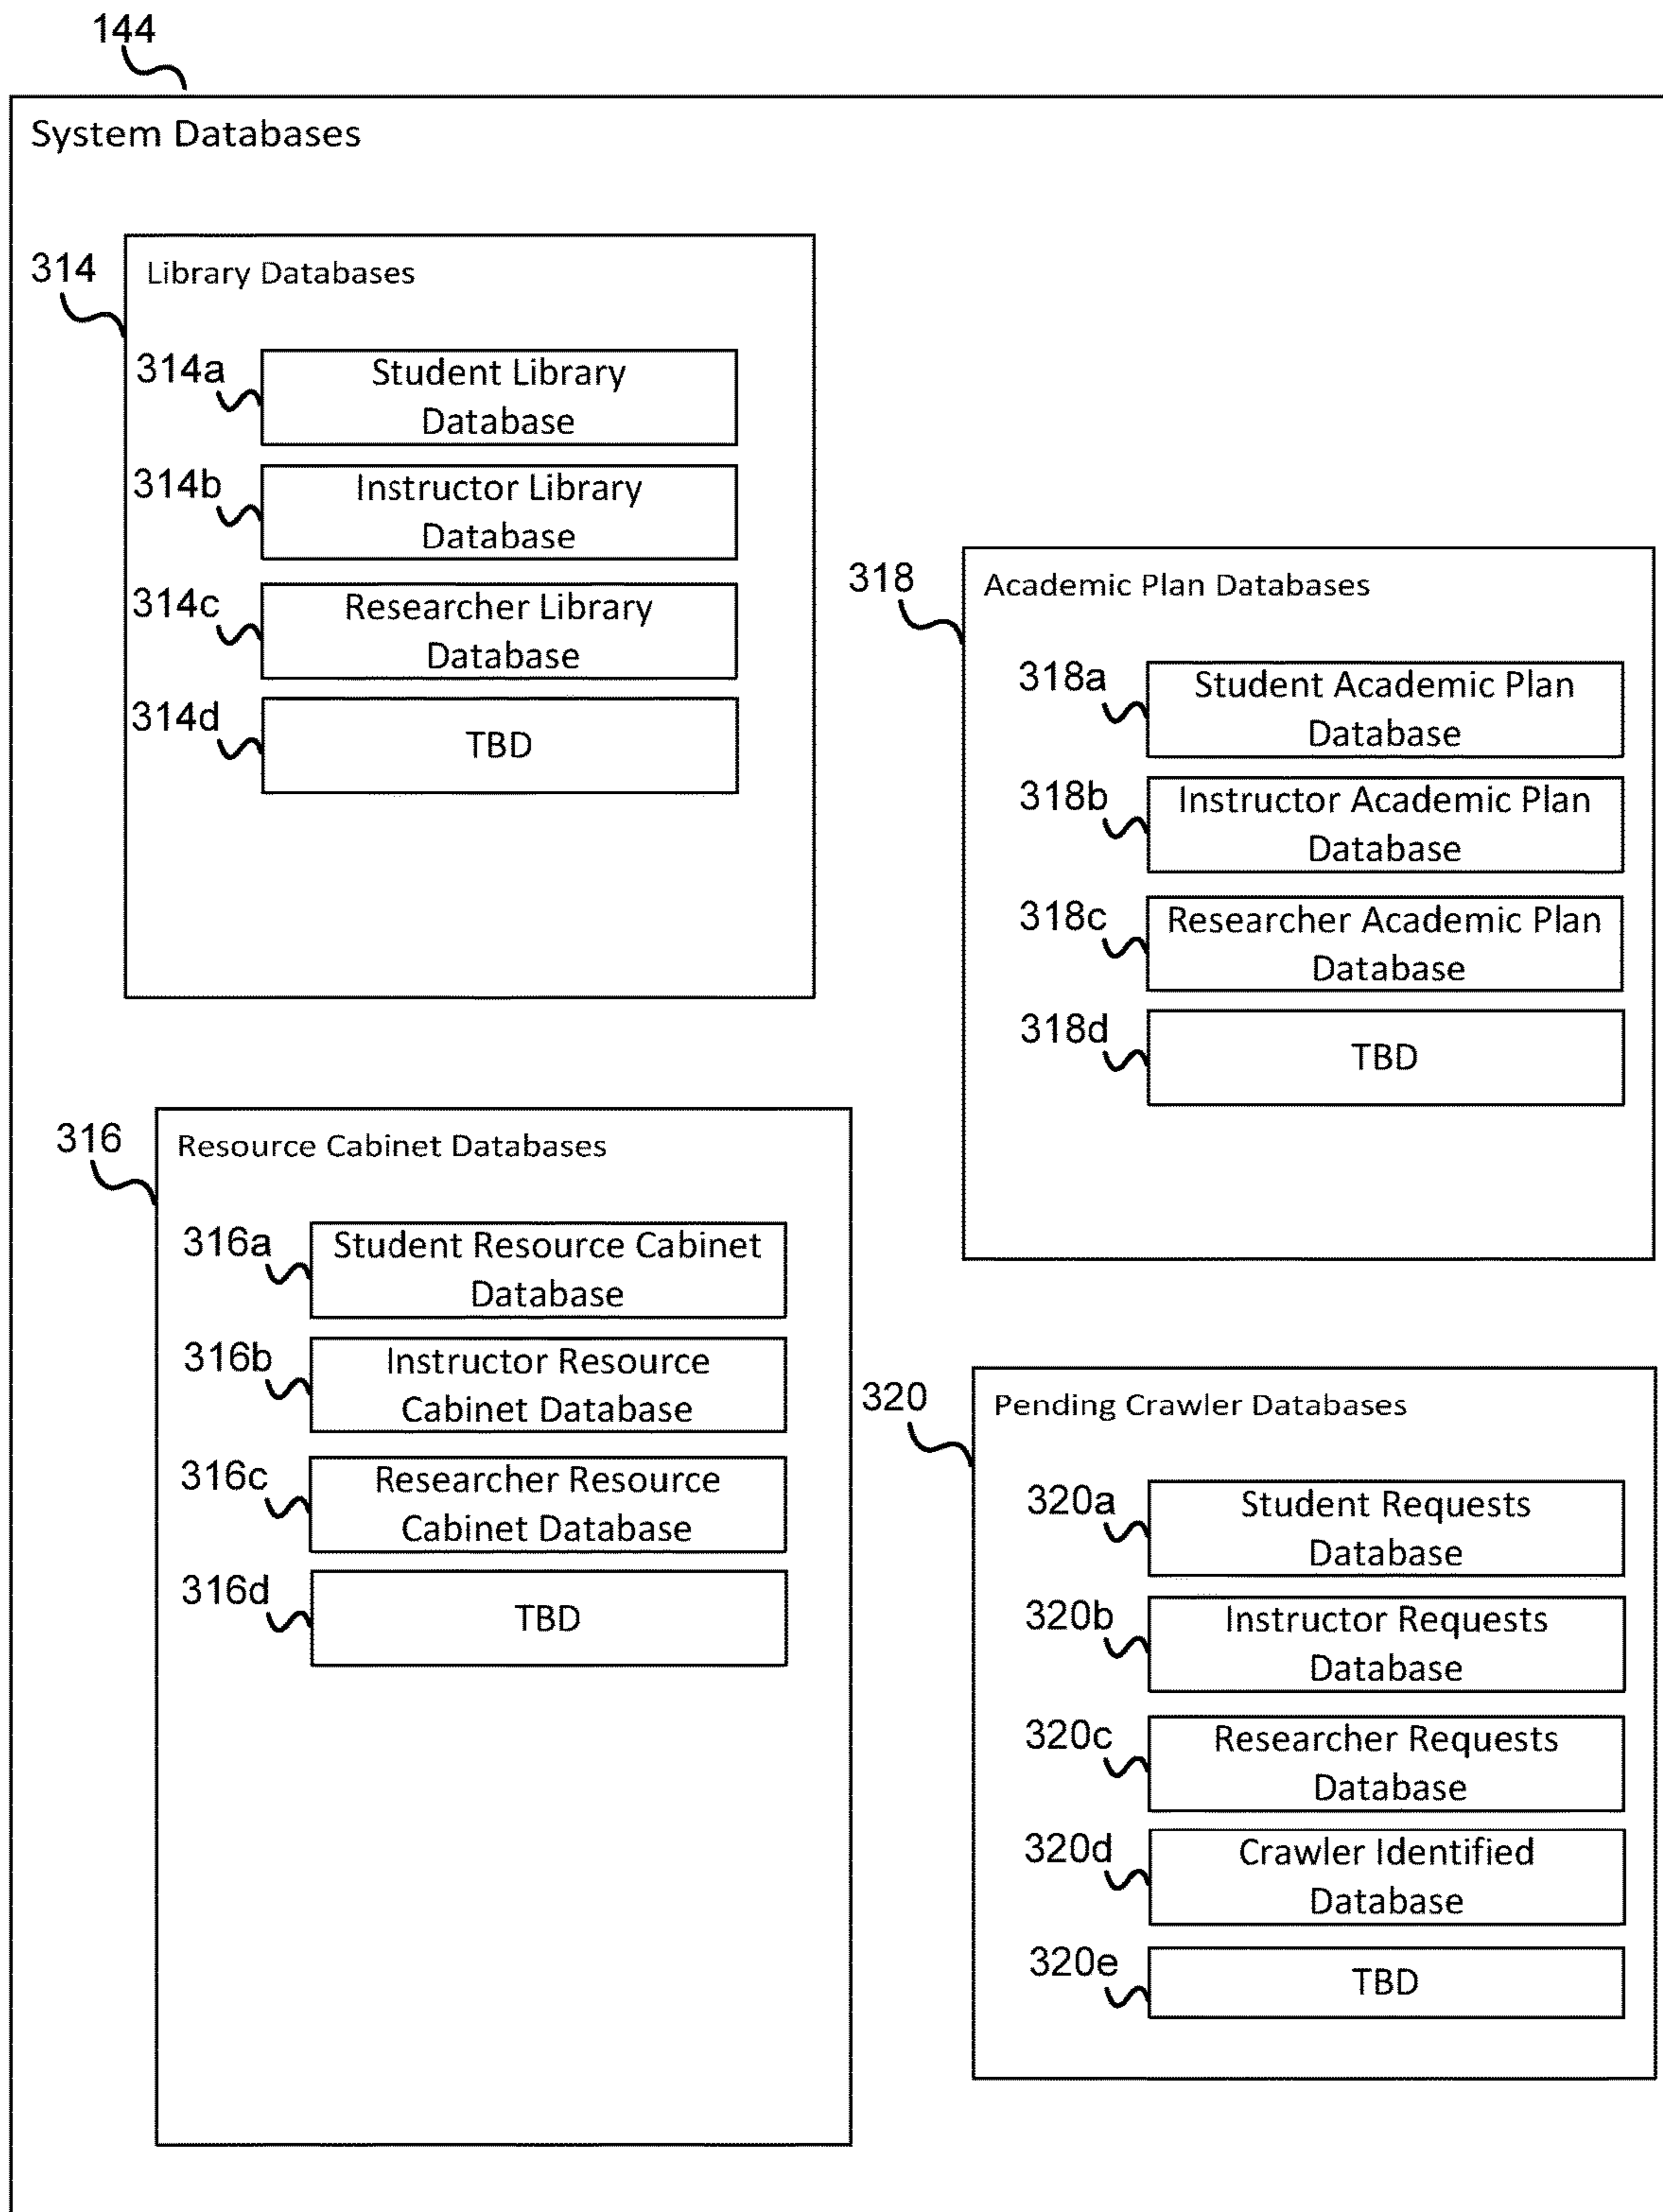 144
System Databases
314
Library Databases
314a
Student Library
Database
314b
Instructor Library
Database
314c
Researcher Library
Database
314d
TBD
318
Academic Plan Databases
318a
Student Academic Plan
Database
318b
Instructor Academic Plan
Database
318c
Researcher Academic Plan
Database
318d
TBD
316
Resource Cabinet Databases
316a
Student Resource Cabinet
Database
316b
Instructor Resource
Cabinet Database
316c
Researcher Resource
Cabinet Database
316d
TBD
320
Pending Crawler Databases
320a
Student Requests
Database
320b
Instructor Requests
Database
320c
Researcher Requests
Database
320d
Crawler Identified
Database
320e
TBD